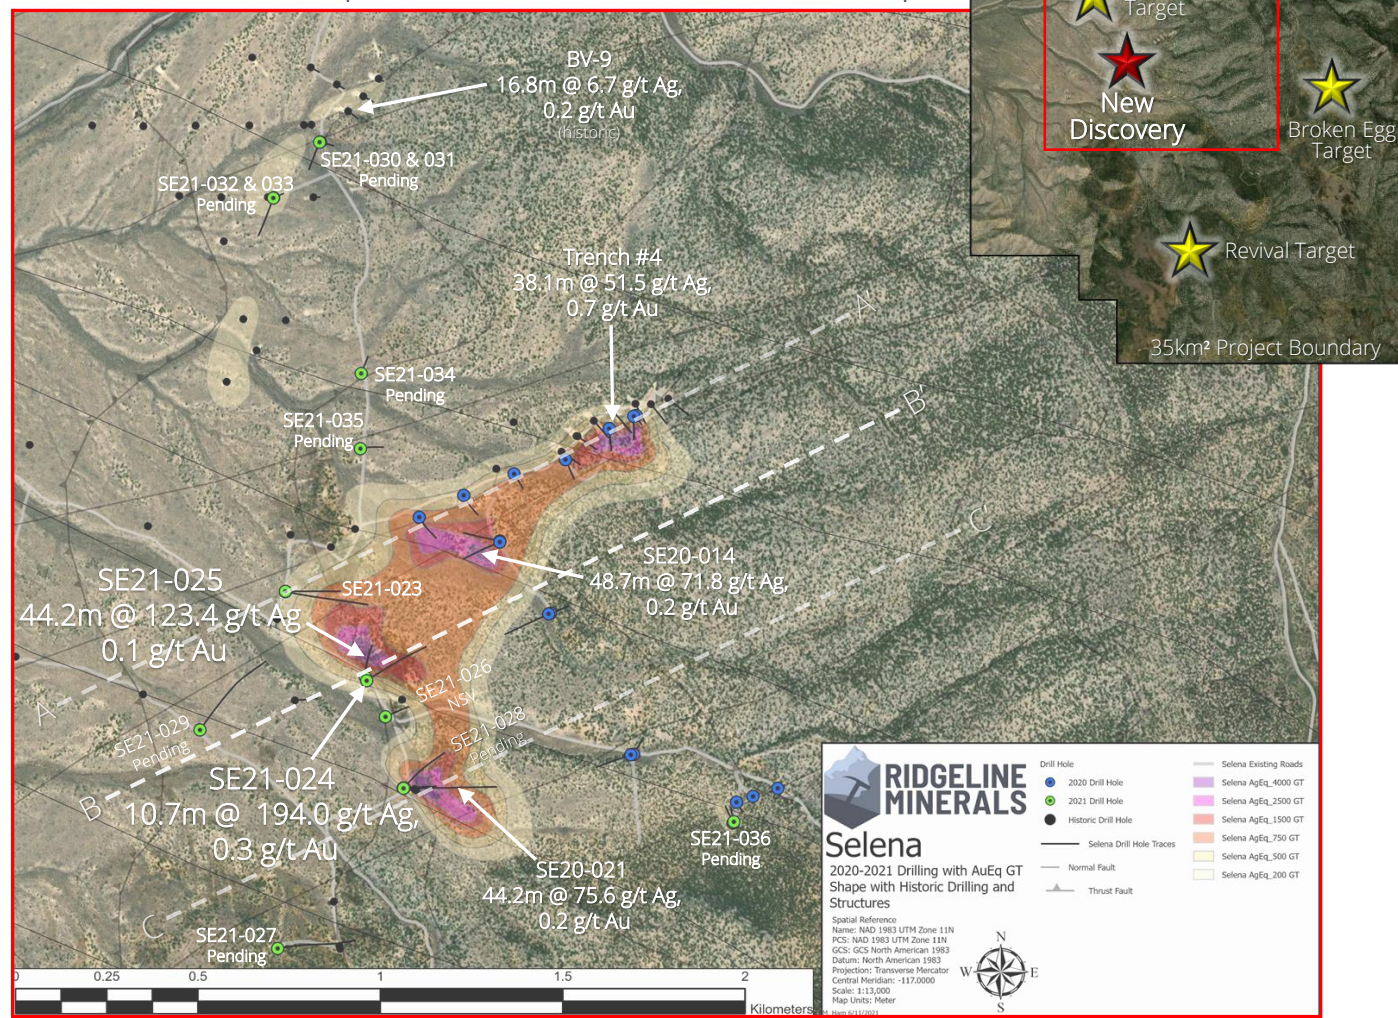 Target
New
Discovery
Broken Egg
Target
Revival Target
35km² Project Boundary
BV-9
16.8m @ 6.7 g/t Ag,
0.2 g/t Au
(historic)
SE21-030 & 031
Pending
SE21-032 & 033
Pending
Trench #4
38.1m @ 51.5 g/t Ag,
0.7 g/t Au
A'
SE21-034
Pending
B'
SE21-035
Pending
C'
SE20-014
48.7m @ 71.8 g/t Ag,
0.2 g/t Au
SE21-025
44.2m @ 123.4 g/t Ag
0.1 g/t Au
SE21-023
SE21-026
NSV
A
SE21-029
Pending
SE21-028
Pending
B
SE21-024
10.7m @ 194.0 g/t Ag,
0.3 g/t Au
SE21-036
Pending
SE20-021
44.2m @ 75.6 g/t Ag,
0.2 g/t Au
C
SE21-027
Pending
0 0.25 0.5 1 1.5 2
Kilometers
RIDGELINE
MINERALS
Selena
2020-2021 Drilling with AuEq GT
Shape with Historic Drilling and
Structures
Spatial Reference
Name: NAD 1983 UTM Zone 11N
PCS: NAD 1983 UTM Zone 11N
GCS: GCS North American 1983
Datum: North American 1983
Projection: Transverse Mercator
Central Meridian: -117.0000
Scale: 1:13,000
Map Units: Meter
Harp 6/11/2021
N
W E
S
Drill Hole
2020 Drill Hole
2021 Drill Hole
Historic Drill Hole
Selena Drill Hole Traces
Normal Fault
Thrust Fault
Selena Existing Roads
Selena AgEq_4000 GT
Selena AgEq_2500 GT
Selena AgEq_1500 GT
Selena AgEq_750 GT
Selena AgEq_500 GT
Selena AgEq_200 GT